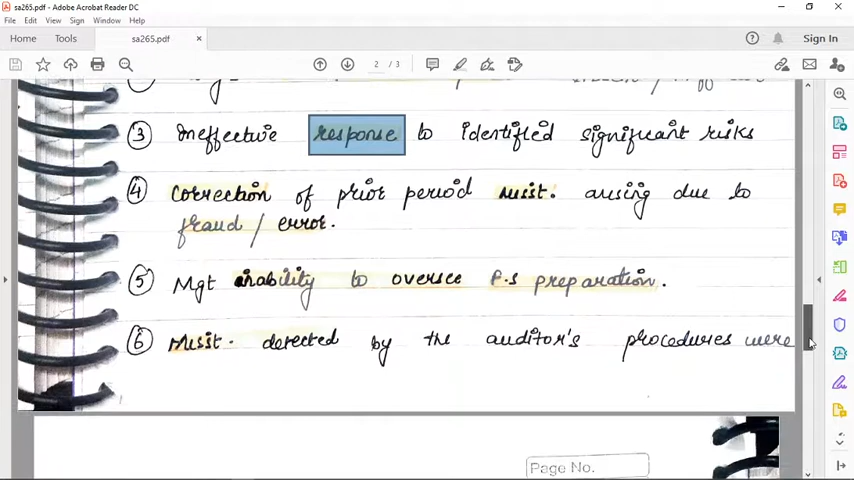 sa265.pdf - Adobe Acrobat Reader DC
File Edit View Sign Window Help
Home Tools sa265.pdf × Sign In
2 / 3
③ Ineffective response to identified significant risks
④ Correction of prior period misst. arising due to
fraud / error.
⑤ Mgt inability to oversee F.S preparation.
⑥ Misst. detected by the auditor's procedures were
Page No.